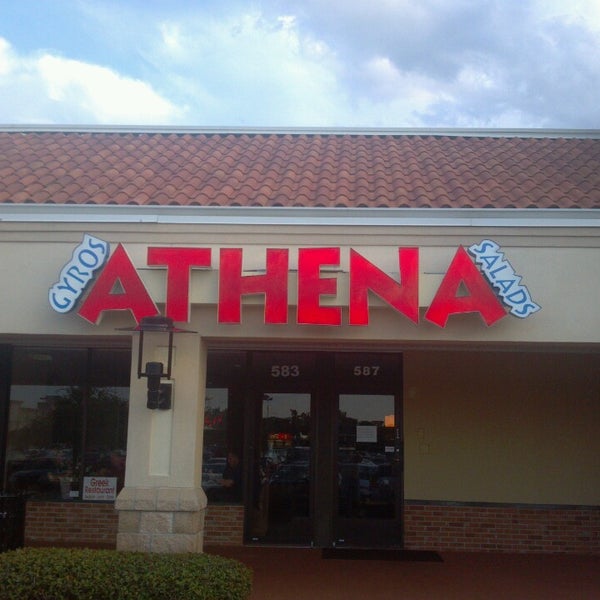 GYROS
ATHENA
SALADS
583
587
Greek
Restaurant